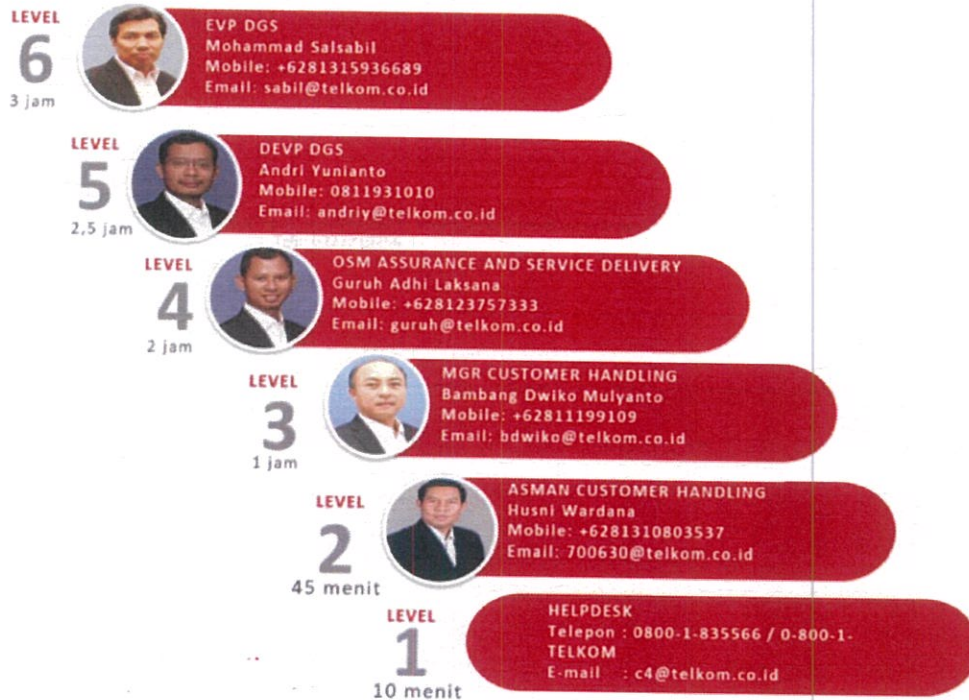 LEVEL
6
3 jam
EVP DGS
Mohammad Salsabil
Mobile: +6281315936689
Email: sabil@telkom.co.id
LEVEL
5
2,5 jam
DEVP DGS
Andri Yunianto
Mobile: 0811931010
Email: andriy@telkom.co.id
LEVEL
4
2 jam
OSM ASSURANCE AND SERVICE DELIVERY
Guruh Adhi Laksana
Mobile: +628123757333
Email: guruh@telkom.co.id
LEVEL
3
1 jam
MGR CUSTOMER HANDLING
Bambang Dwiko Mulyanto
Mobile: +62811199109
Email: bdwiko@telkom.co.id
LEVEL
2
45 menit
ASMAN CUSTOMER HANDLING
Husni Wardana
Mobile: +6281310803537
Email: 700630@telkom.co.id
LEVEL
1
10 menit
HELPDESK
Telepon : 0800-1-835566 / 0-800-1-
TELKOM
E-mail : c4@telkom.co.id